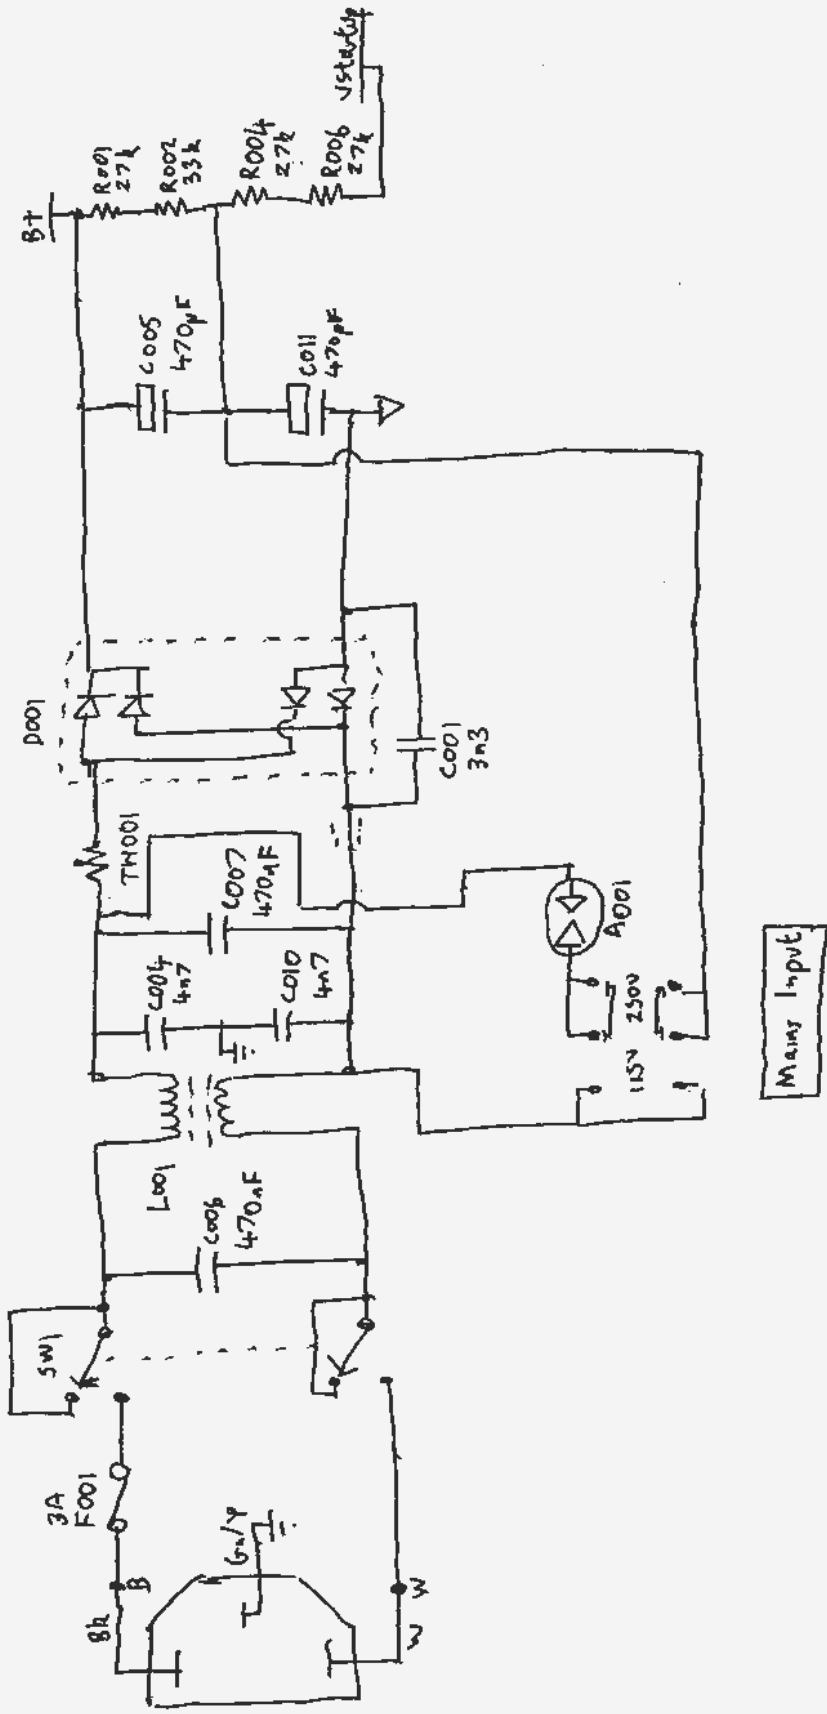 B+
R001
27k
R002
33k
R004
27k
R006
27k
Vstartup
C005
470µF
C011
470µF
D001
C001
3n3
TH001
C007
470nF
C004
4n7
C010
4n7
A001
115V
230V
L001
C006
470nF
SW1
3A
F001
Bk
B
Gn/Y
W
W
Mains Input